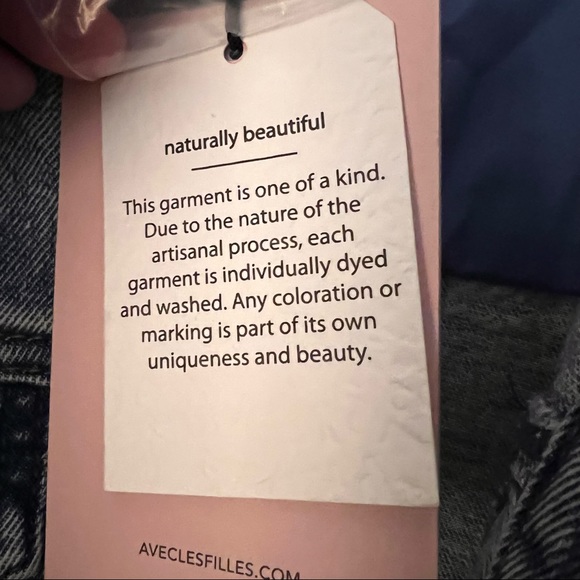 naturally beautiful
This garment is one of a kind.
Due to the nature of the
artisanal process, each
garment is individually dyed
and washed. Any coloration or
marking is part of its own
uniqueness and beauty.
AVECLESFILLES.COM